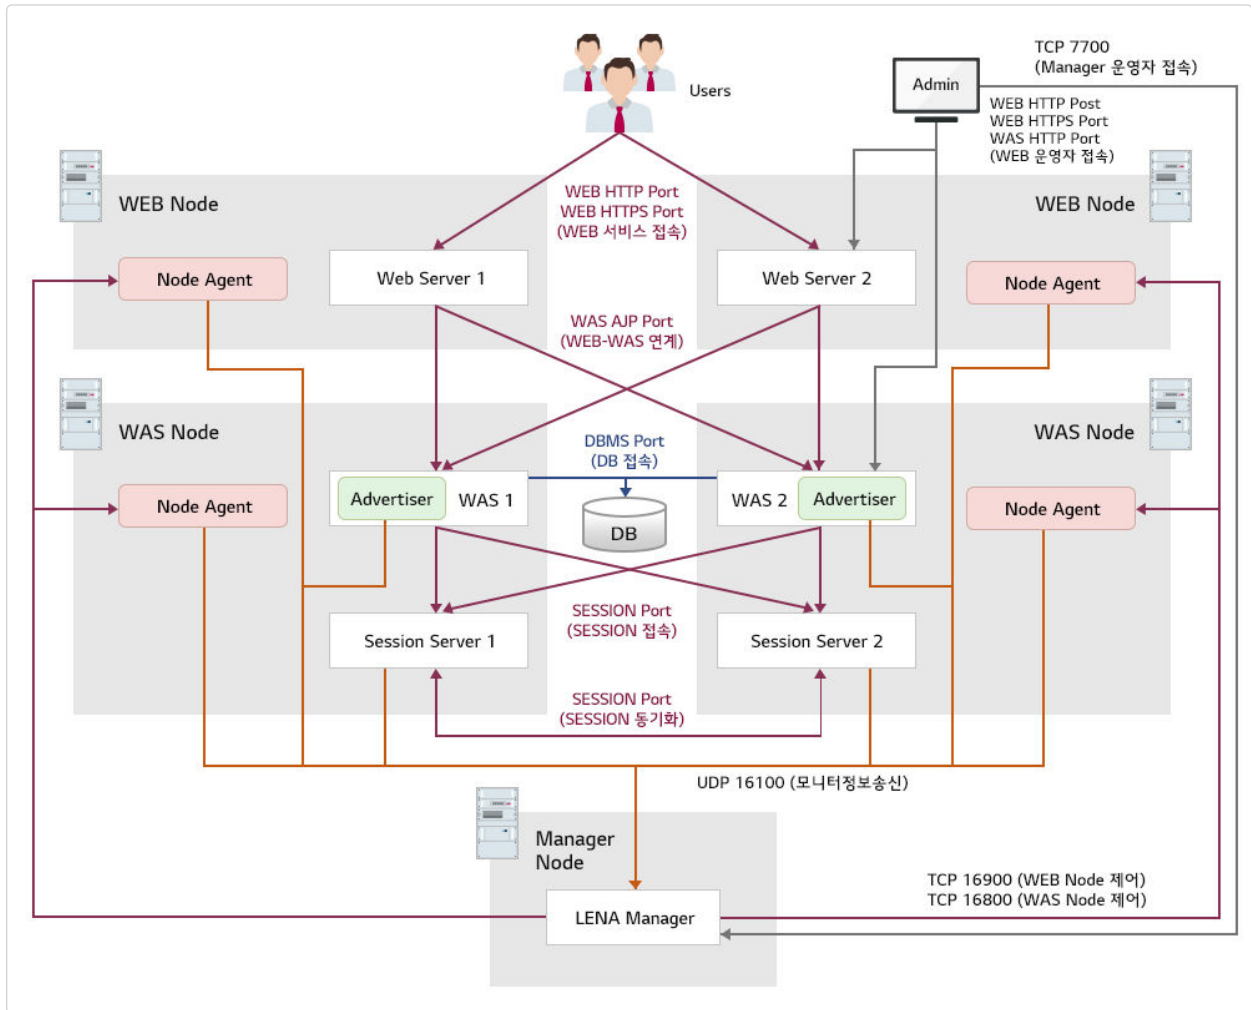 TCP 7700
(Manager 운영자 접속)
Admin
Users
WEB HTTP Post
WEB HTTPS Port
WAS HTTP Port
(WEB 운영자 접속)
WEB Node
WEB HTTP Port
WEB HTTPS Port
(WEB 서비스 접속)
WEB Node
Node Agent
Web Server 1
Web Server 2
Node Agent
WAS AJP Port
(WEB-WAS 연계)
WAS Node
DBMS Port
(DB 접속)
WAS Node
Node Agent
Advertiser
WAS 1
DB
WAS 2
Advertiser
Node Agent
SESSION Port
(SESSION 접속)
Session Server 1
Session Server 2
SESSION Port
(SESSION 동기화)
UDP 16100 (모니터정보송신)
Manager
Node
LENA Manager
TCP 16900 (WEB Node 제어)
TCP 16800 (WAS Node 제어)